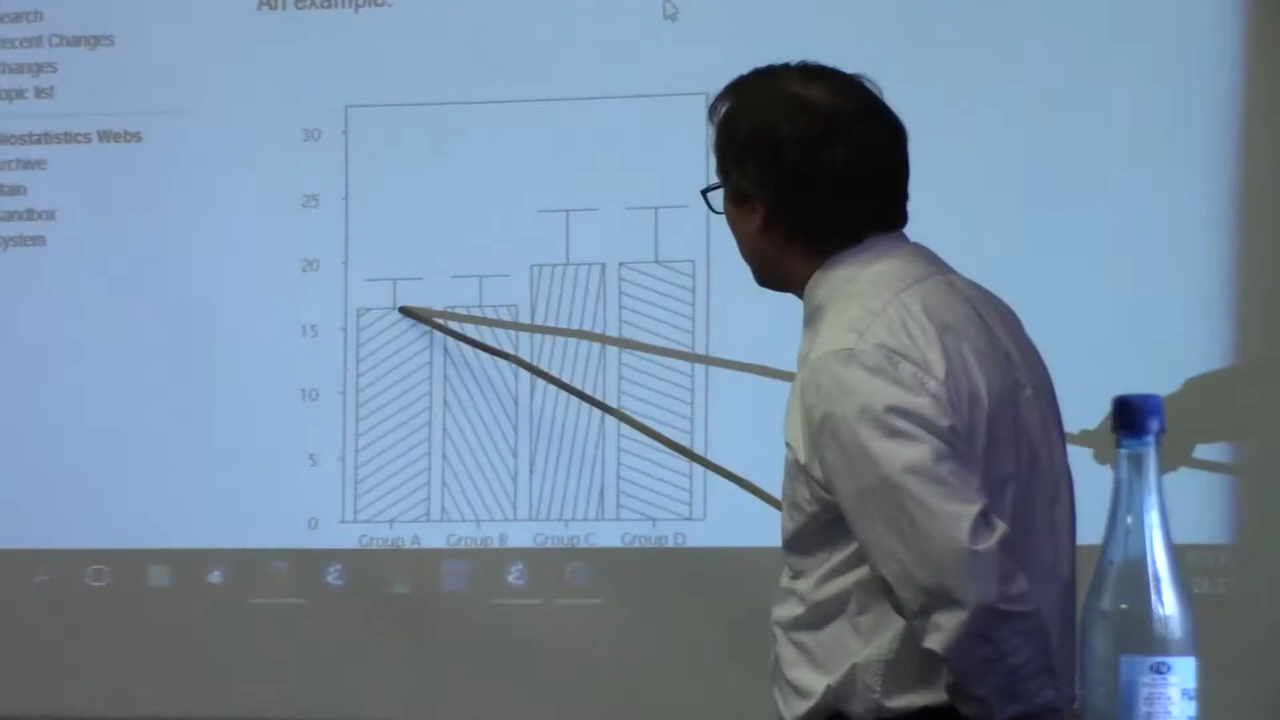 An example:
earch
ecent Changes
hanges
opic list
iostatistics Webs
rchive
ain
andbox
ystem
30
25
20
15
10
5
0
Group A Group B Group C Group D